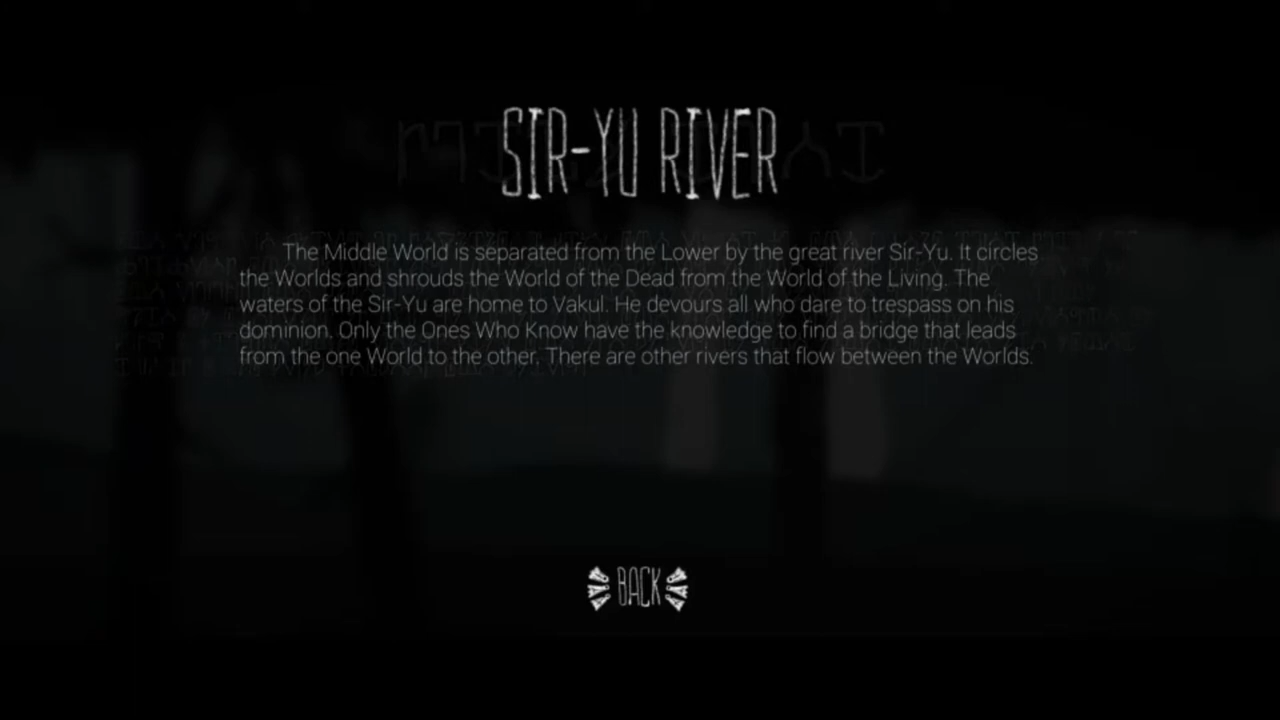 SIR-YU RIVER
The Middle World is separated from the Lower by the great river Sir-Yu. It circles
the Worlds and shrouds the World of the Dead from the World of the Living. The
waters of the Sir-Yu are home to Vakul. He devours all who dare to trespass on his
dominion. Only the Ones Who Know have the knowledge to find a bridge that leads
from the one World to the other. There are other rivers that flow between the Worlds.
BACK